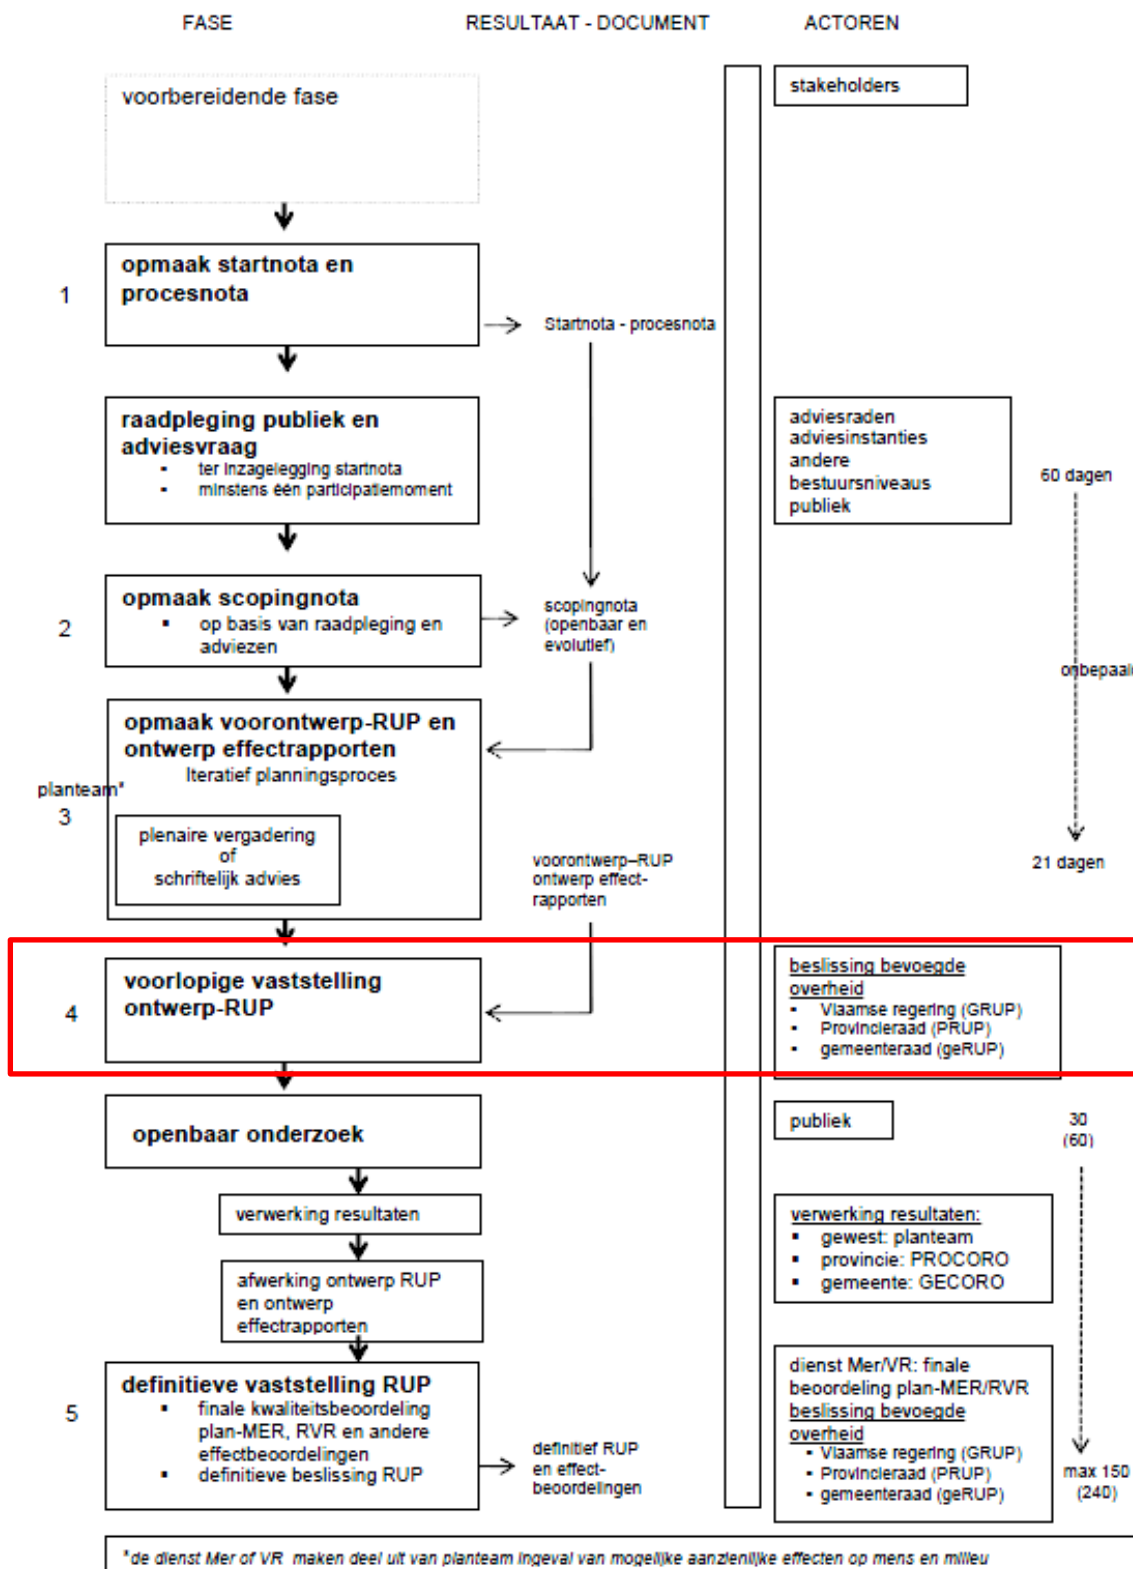 FASE
RESULTAAT - DOCUMENT
ACTOREN
voorbereidende fase
stakeholders
1
opmaak startnota en
procesnota
Startnota - procesnota
raadpleging publiek en
adviesvraag
▪ ter inzagelegging startnota
▪ minstens één participatiemoment
adviesraden
adviesinstanties
andere
bestuursniveaus
publiek
60 dagen
2
opmaak scopingnota
▪ op basis van raadpleging en
adviezen
scopingnota
(openbaar en
evolutief)
onbepaald
opmaak voorontwerp-RUP en
ontwerp effectrapporten
Iteratief planningsproces
planteam*
3
plenaire vergadering
of
schriftelijk advies
voorontwerp–RUP
ontwerp effect-
rapporten
21 dagen
4
voorlopige vaststelling
ontwerp-RUP
beslissing bevoegde
overheid
▪ Vlaamse regering (GRUP)
▪ Provincieraad (PRUP)
▪ gemeenteraad (geRUP)
openbaar onderzoek
publiek
30
(60)
verwerking resultaten
verwerking resultaten:
▪ gewest: planteam
▪ provincie: PROCORO
▪ gemeente: GECORO
afwerking ontwerp RUP
en ontwerp
effectrapporten
5
definitieve vaststelling RUP
▪ finale kwaliteitsbeoordeling
plan-MER, RVR en andere
effectbeoordelingen
▪ definitieve beslissing RUP
definitief RUP
en effect-
beoordelingen
dienst Mer/VR: finale
beoordeling plan-MER/RVR
beslissing bevoegde
overheid
▪ Vlaamse regering (GRUP)
▪ Provincieraad (PRUP)
▪ gemeenteraad (geRUP)
max 150
(240)
*de dienst Mer of VR maken deel uit van planteam ingeval van mogelijke aanzienlijke effecten op mens en milieu